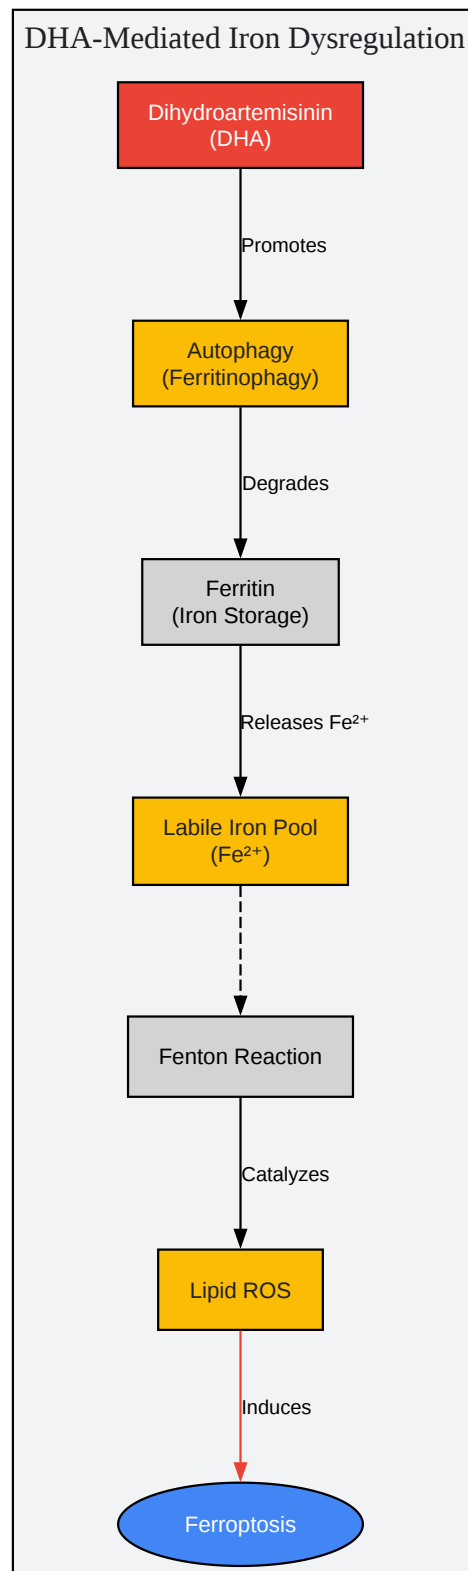 DHA-Mediated Iron Dysregulation
Dihydroartemisinin
(DHA)
Promotes
Autophagy
(Ferritinophagy)
Degrades
Ferritin
(Iron Storage)
Releases Fe²⁺
Labile Iron Pool
(Fe²⁺)
Fenton Reaction
Catalyzes
Lipid ROS
Induces
Ferroptosis